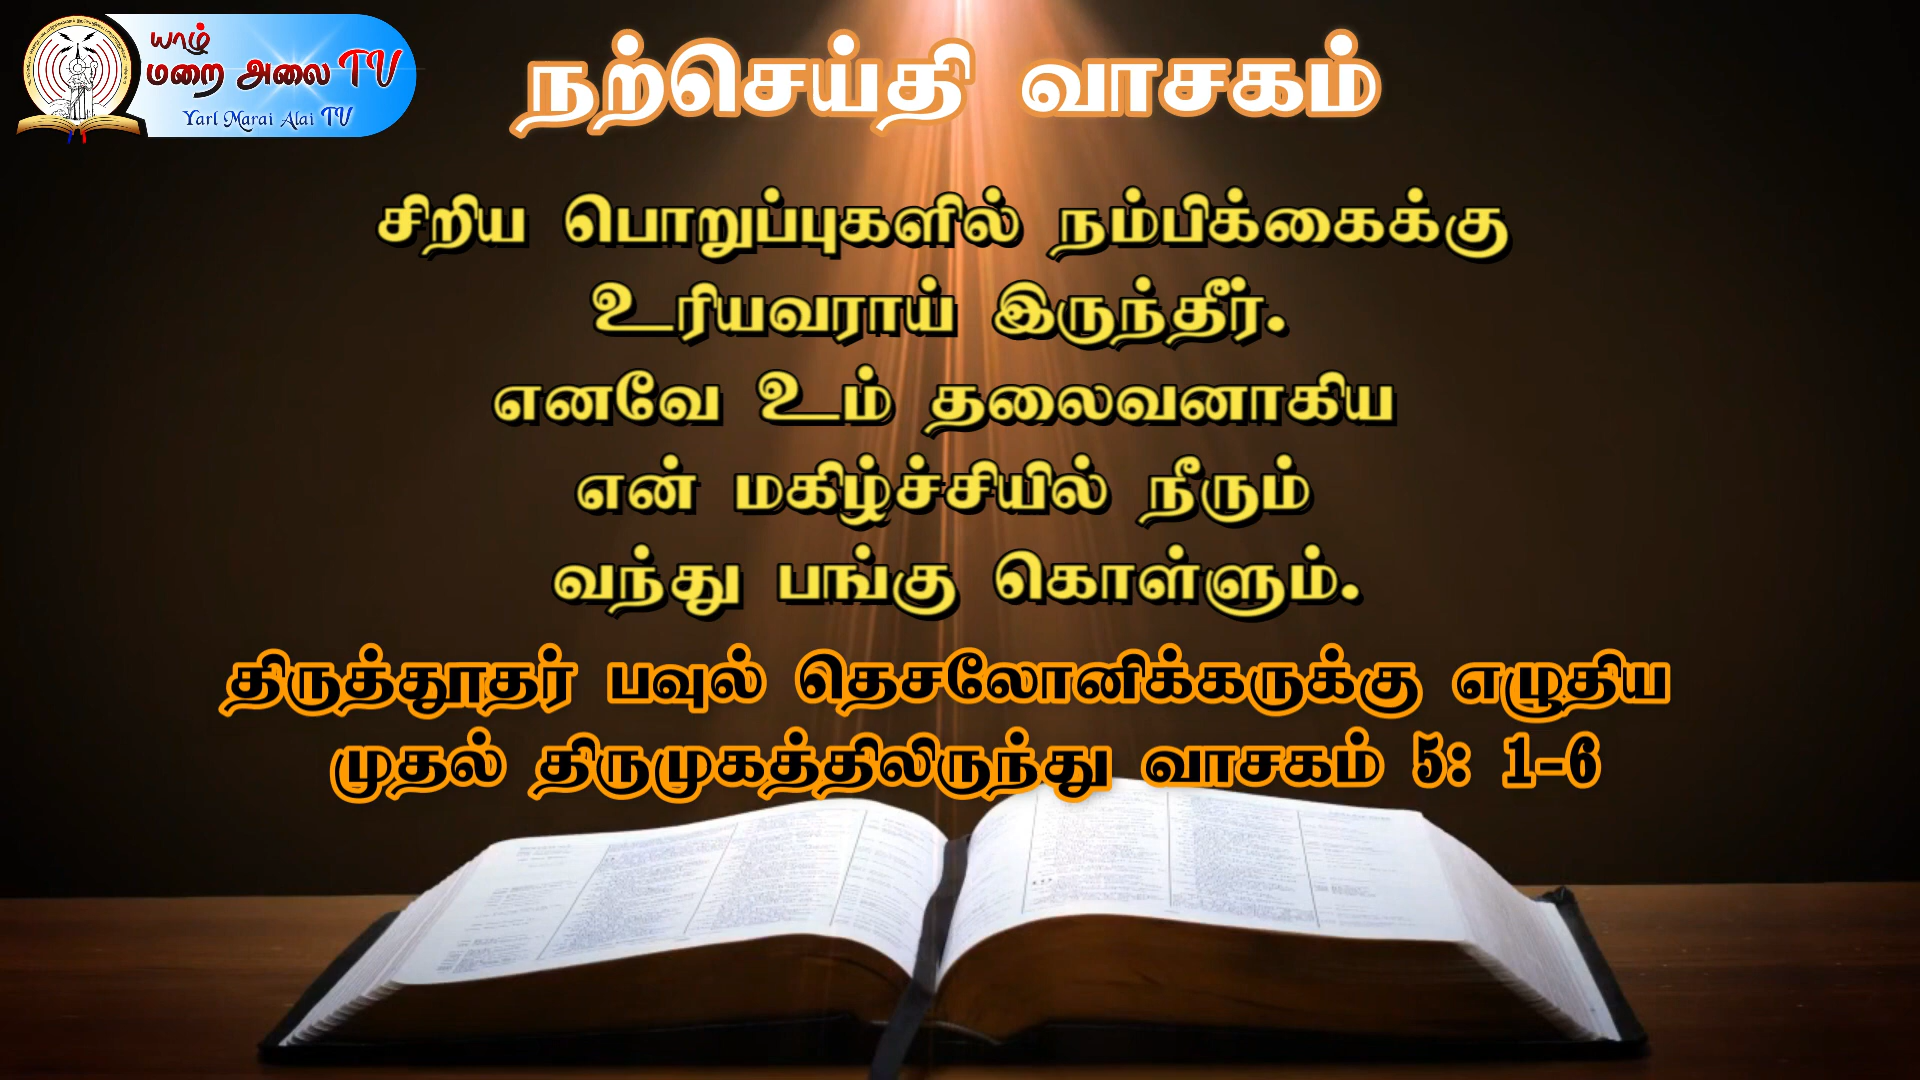 யாழ்
மறை அலை TV
Yarl Marai Alai TV
நற்செய்தி வாசகம்
சிறிய பொறுப்புகளில் நம்பிக்கைக்கு
உரியவராய் இருந்தீர்.
எனவே உம் தலைவனாகிய
என் மகிழ்ச்சியில் நீரும்
வந்து பங்கு கொள்ளும்.
திருத்தூதர் பவுல் தெசலோனிக்கருக்கு எழுதிய
முதல் திருமுகத்திலிருந்து வாசகம் 5: 1-6